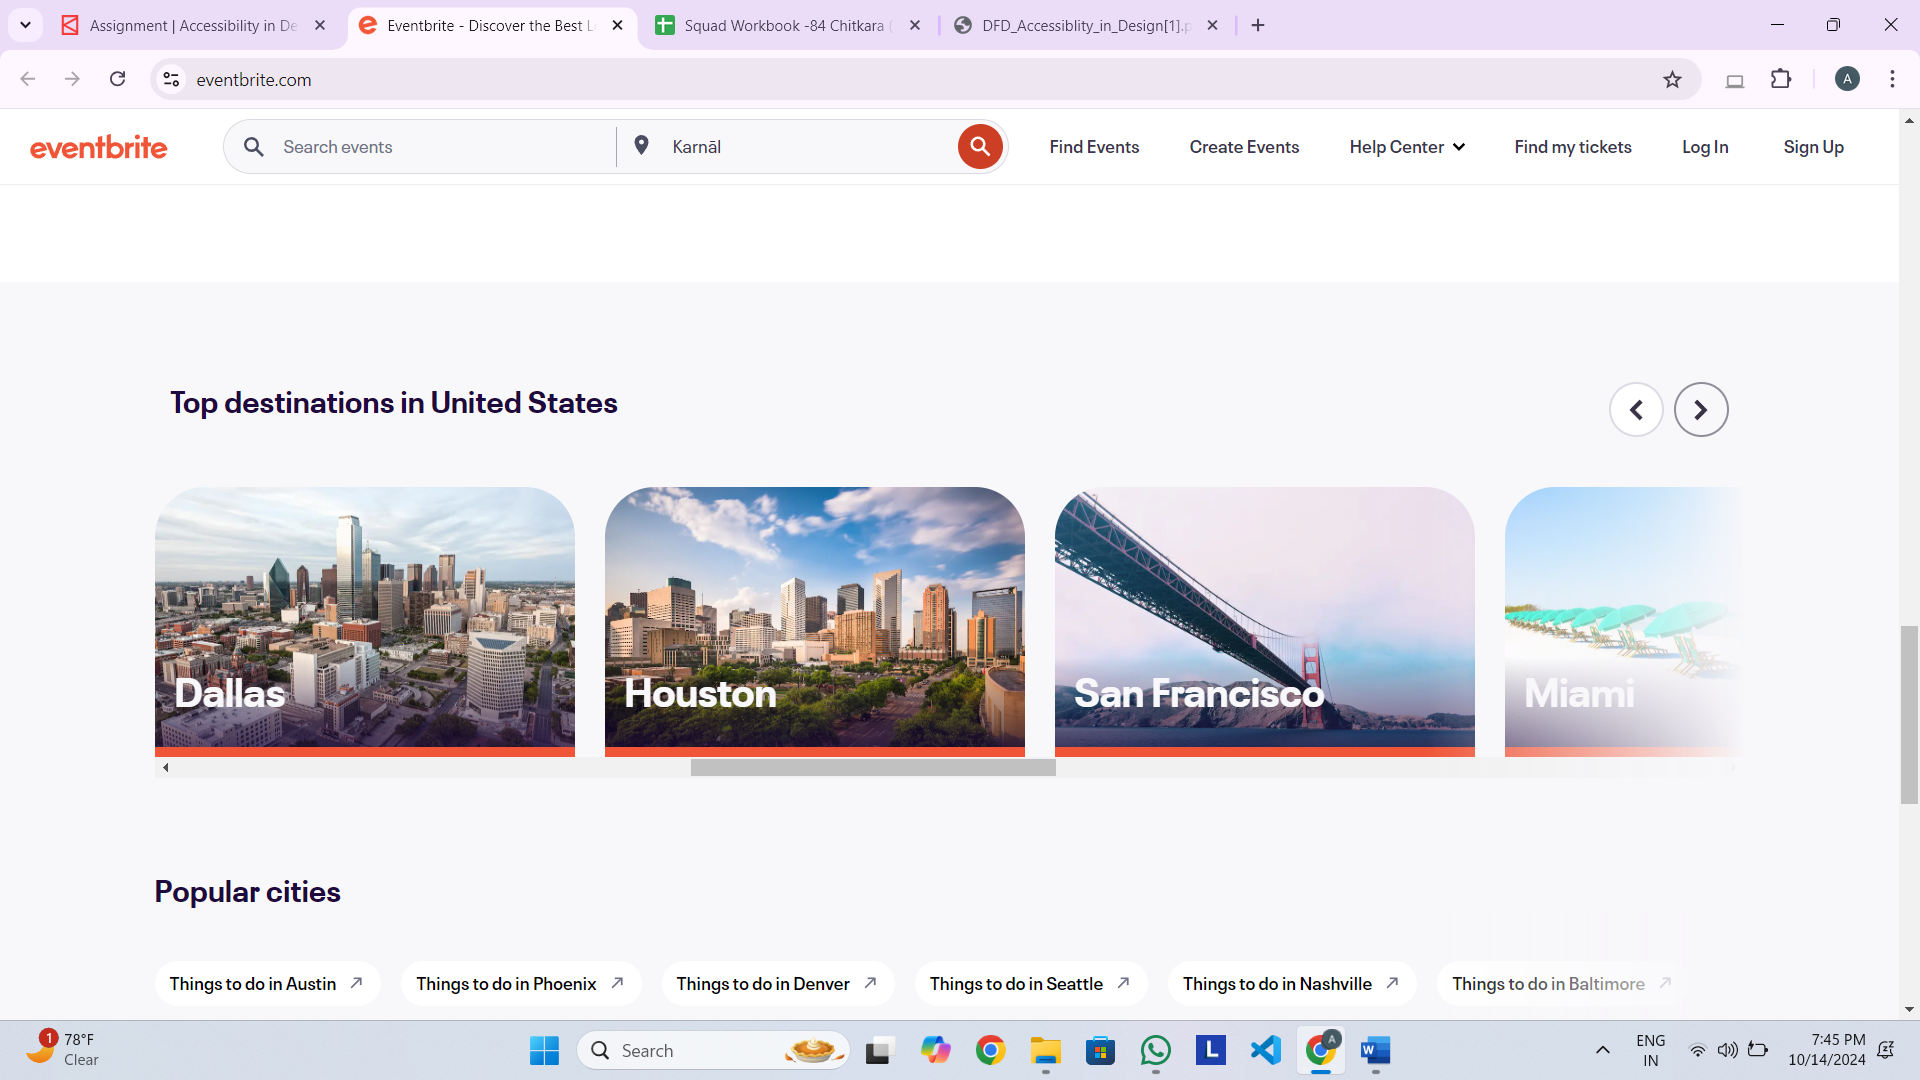 Assignment | Accessibility in De
Eventbrite - Discover the Best L
Squad Workbook -84 Chitkara (
DFD_Accessiblity_in_Design[1].p
eventbrite.com
A
eventbrite
Search events
Karnāl
Find Events
Create Events
Help Center
Find my tickets
Log In
Sign Up
Top destinations in United States
Dallas
Houston
San Francisco
Miami
Popular cities
Things to do in Austin
Things to do in Phoenix
Things to do in Denver
Things to do in Seattle
Things to do in Nashville
Things to do in Baltimore
1
78°F
Clear
Search
L
A
W
ENG
IN
7:45 PM
10/14/2024